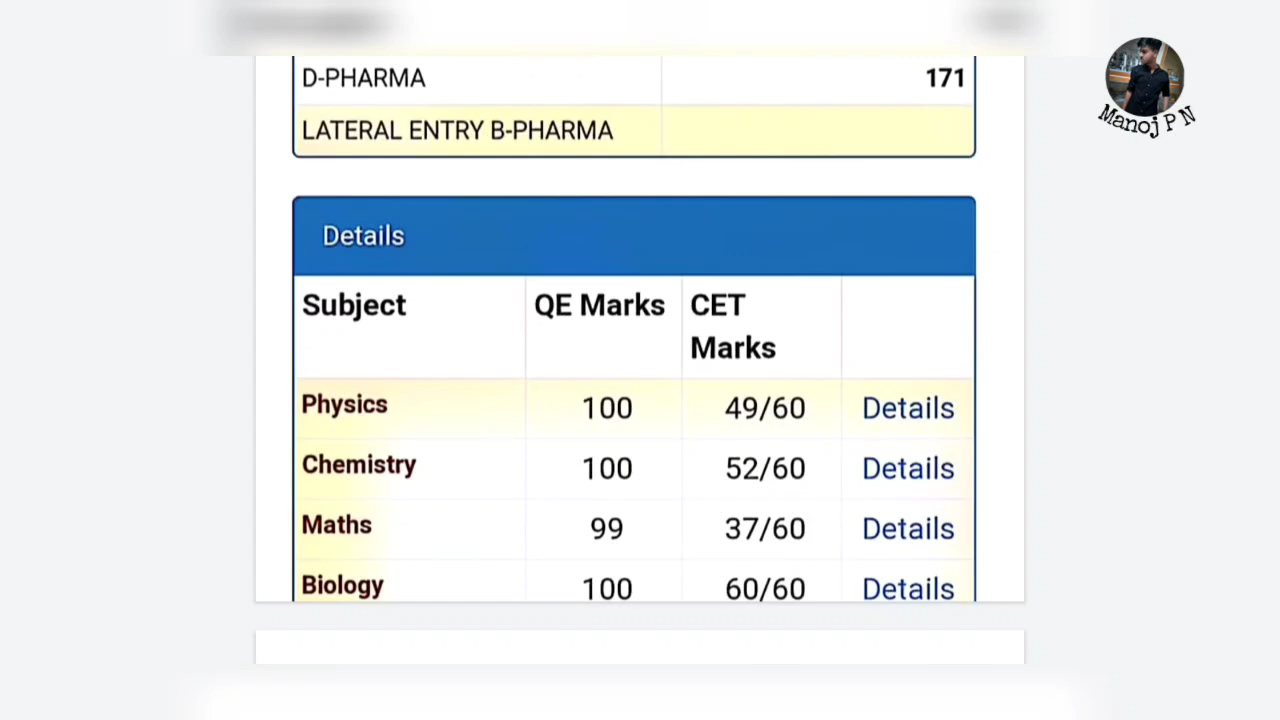 D-PHARMA 171
LATERAL ENTRY B-PHARMA
Manoj P N
Details
Subject QE Marks CET Marks
Physics 100 49/60 Details
Chemistry 100 52/60 Details
Maths 99 37/60 Details
Biology 100 60/60 Details